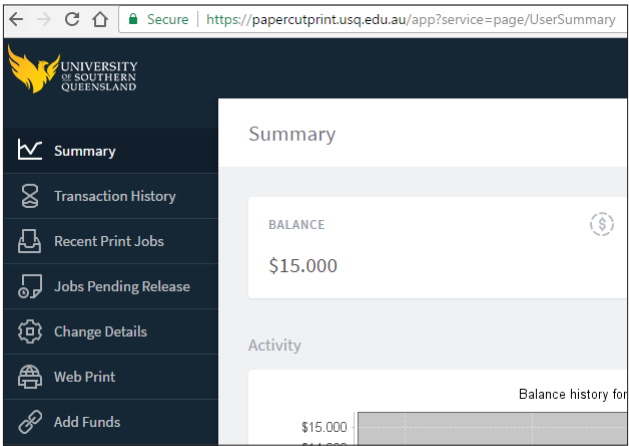 Secure | https://papercutprint.usq.edu.au/app?service=page/UserSummary
UNIVERSITY
OF SOUTHERN
QUEENSLAND
Summary
Transaction History
Recent Print Jobs
Jobs Pending Release
Change Details
Web Print
Add Funds
Summary
BALANCE
$15.000
Activity
Balance history for
$15.000